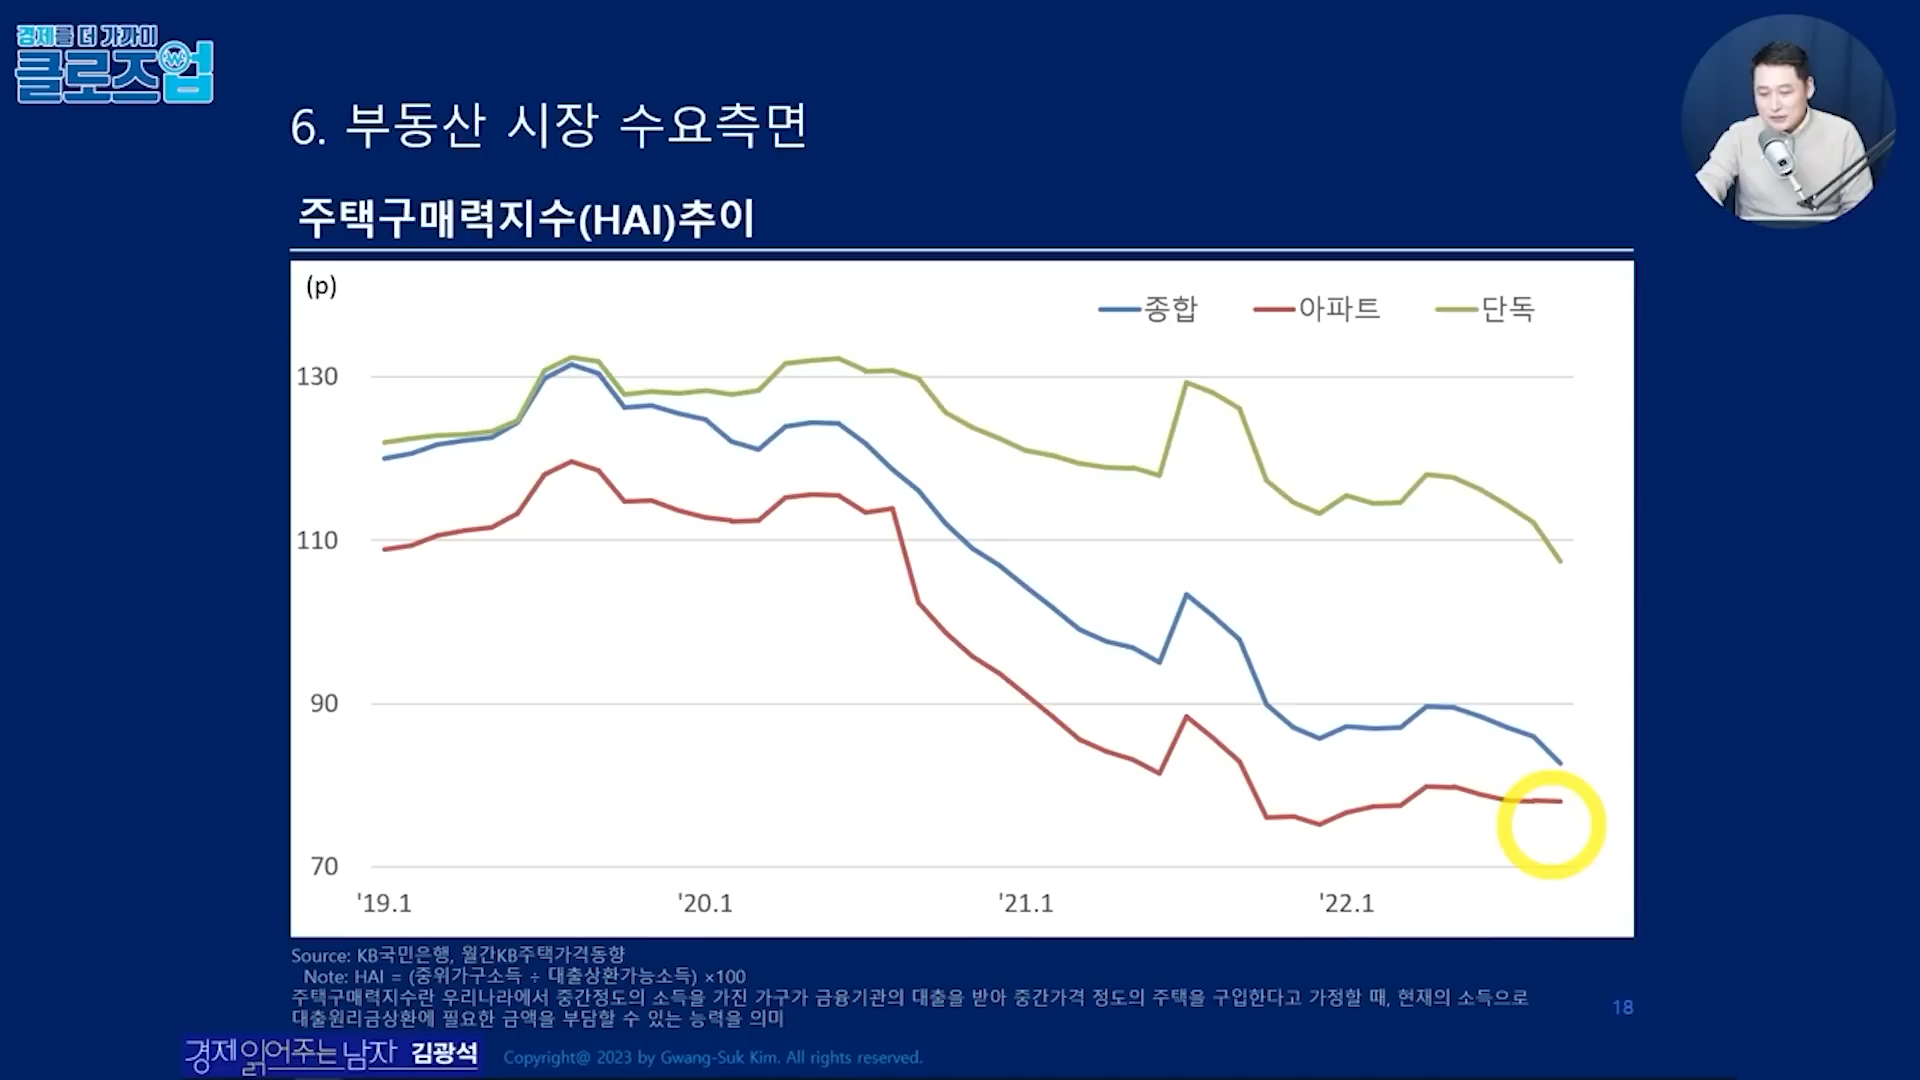 경제를 더 가까이
클로즈업
6. 부동산 시장 수요측면
주택구매력지수(HAI)추이
(p)
종합 아파트 단독
130
110
90
70
'19.1 '20.1 '21.1 '22.1
Source: KB국민은행, 월간KB주택가격동향
Note: HAI = (중위가구소득 ÷ 대출상환가능소득) ×100
주택구매력지수란 우리나라에서 중간정도의 소득을 가진 가구가 금융기관의 대출을 받아 중간가격 정도의 주택을 구입한다고 가정할 때, 현재의 소득으로
대출원리금상환에 필요한 금액을 부담할 수 있는 능력을 의미
18
경제 읽어주는 남자 김광석
Copyright@ 2023 by Gwang-Suk Kim. All rights reserved.